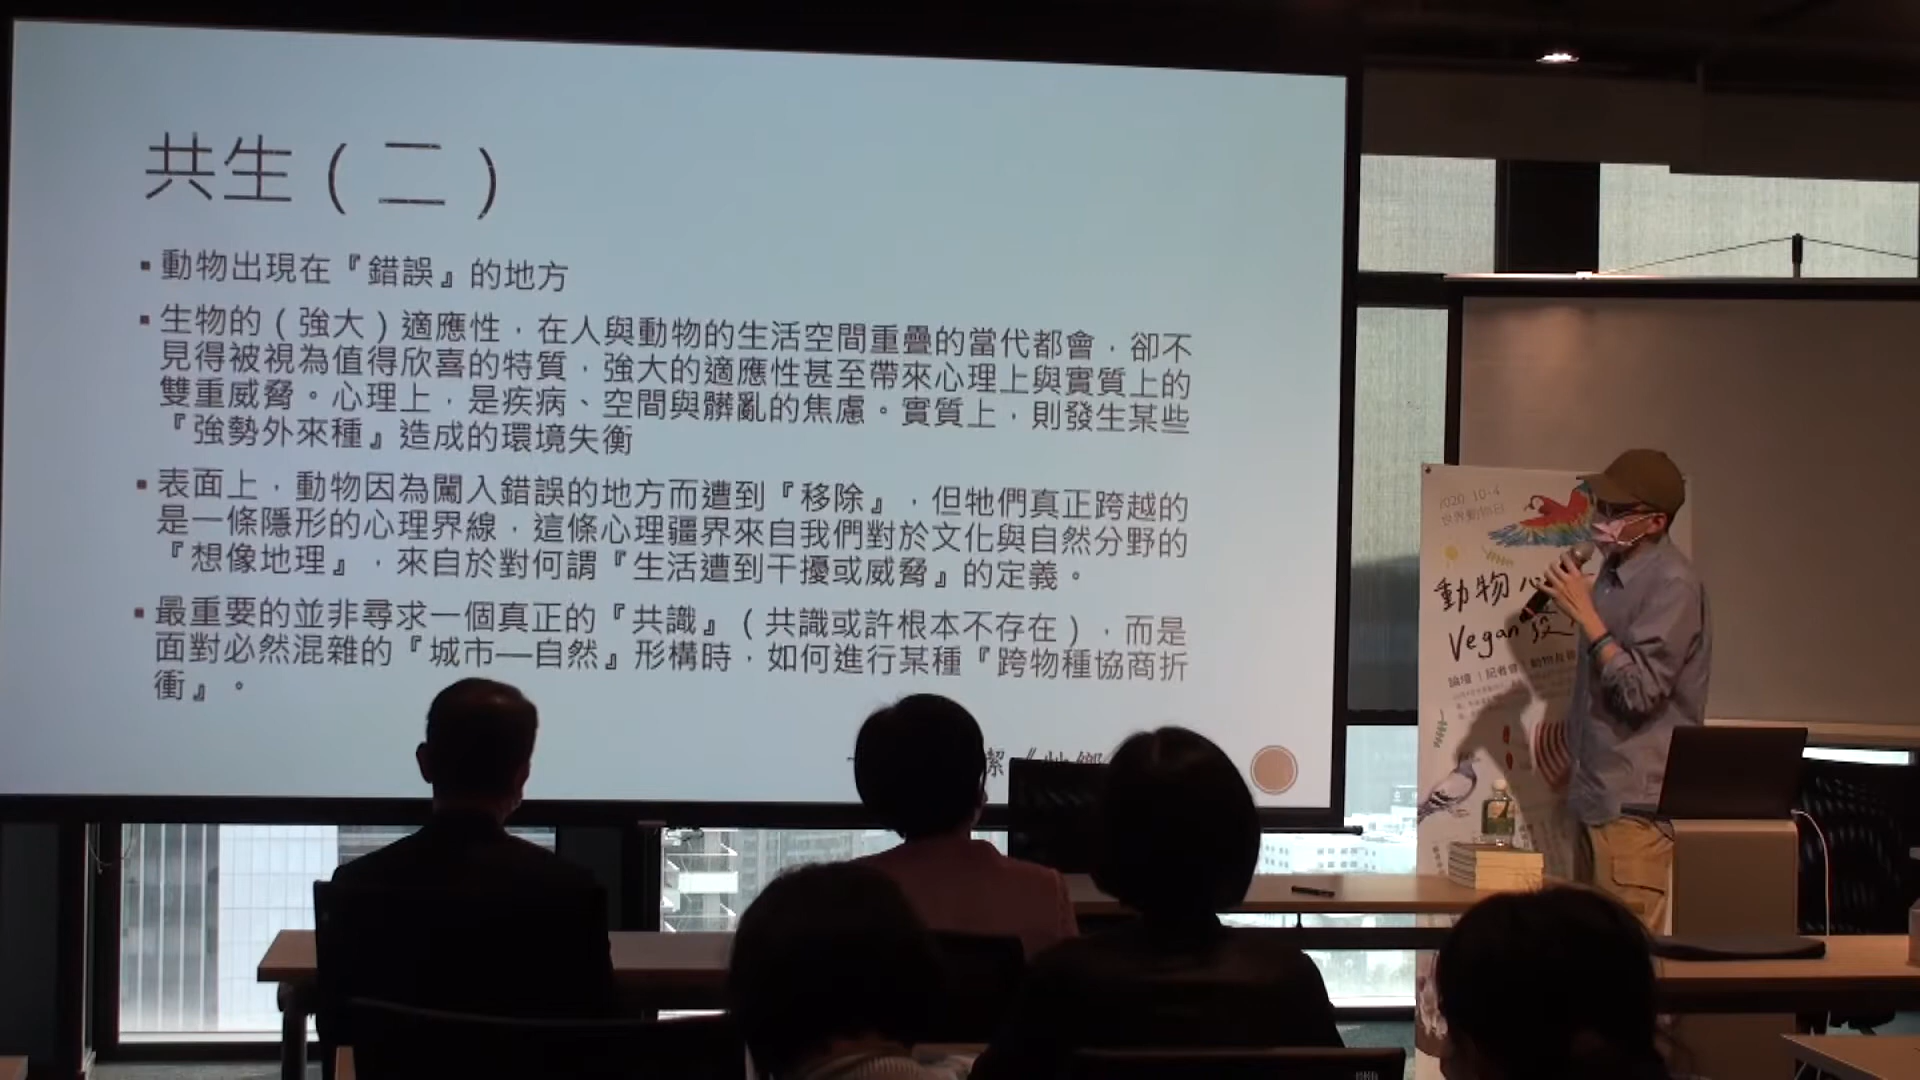 共生(二)
▪動物出現在『錯誤』的地方
▪生物的(強大)適應性,在人與動物的生活空間重疊的當代都會,卻不
見得被視為值得欣喜的特質,強大的適應性甚至帶來心理上與實質上的
雙重威脅。心理上,是疾病、空間與髒亂的焦慮。實質上,則發生某些
『強勢外來種』造成的環境失衡
▪表面上,動物因為闖入錯誤的地方而遭到『移除』,但牠們真正跨越的
是一條隱形的心理界線,這條心理疆界來自我們對於文化與自然分野的
『想像地理』,來自於對何謂『生活遭到干擾或威脅』的定義。
▪最重要的並非尋求一個真正的『共識』(共識或許根本不存在),而是
面對必然混雜的『城市—自然』形構時,如何進行某種『跨物種協商折
衝』。
潔《
2020.10.4
世界動物日
動物
Vegan
論壇|記者會